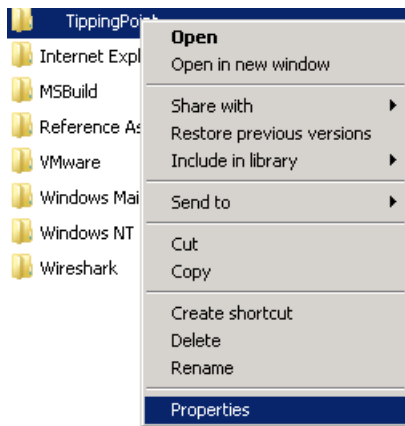 TippingPoi
Internet Expl
MSBuild
Reference As
VMware
Windows Mai
Windows NT
Wireshark
Open
Open in new window
Share with
Restore previous versions
Include in library
Send to
Cut
Copy
Create shortcut
Delete
Rename
Properties